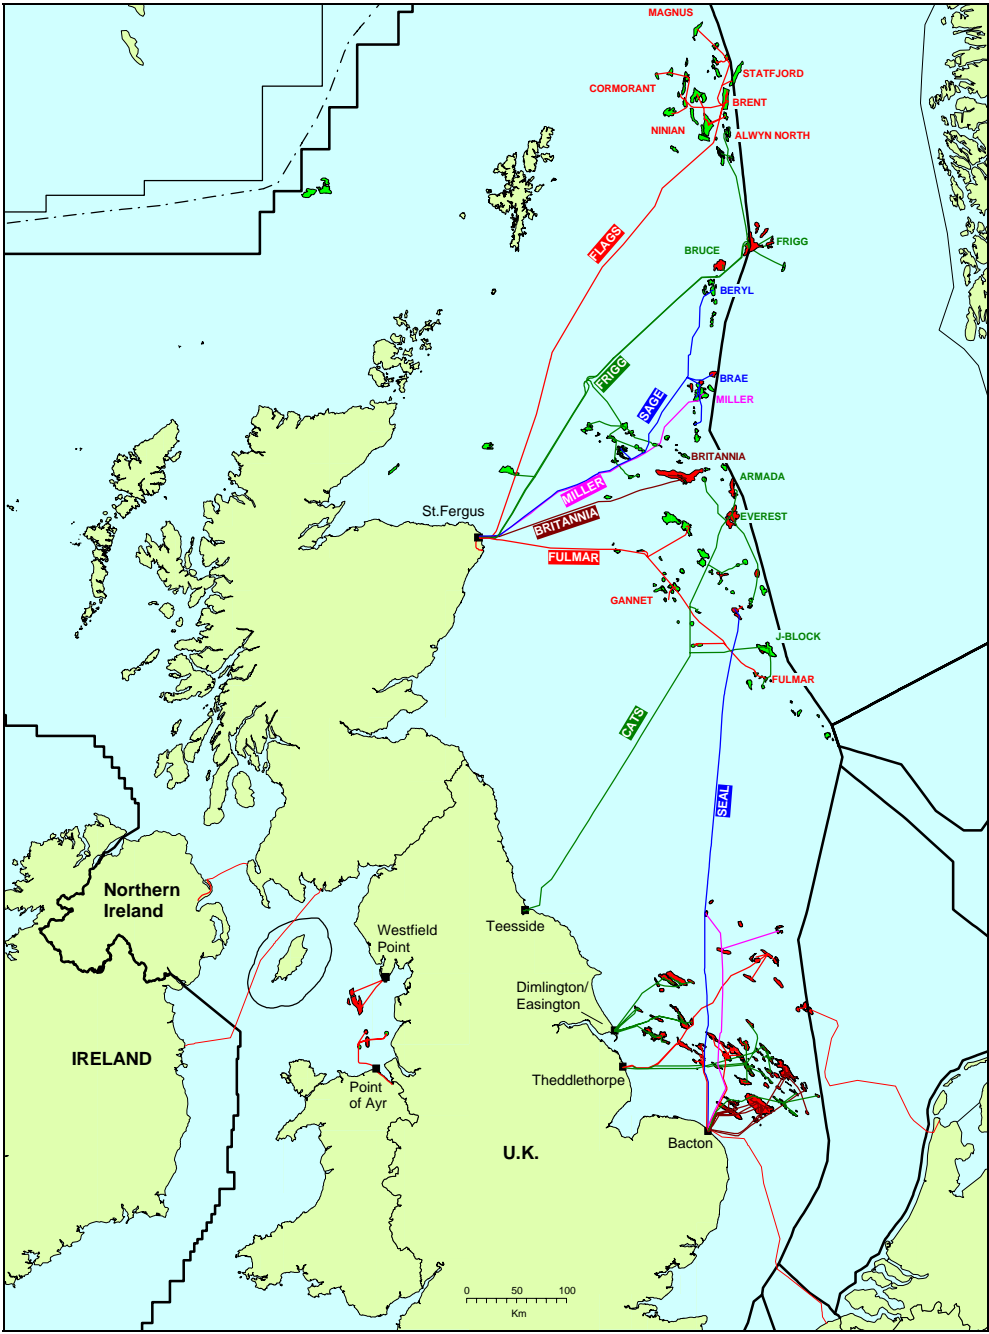 MAGNUS
STATFJORD
CORMORANT
BRENT
NINIAN
ALWYN NORTH
FLAGS
FRIGG
BRUCE
BERYL
FRIGG
BRAE
SAGE
MILLER
BRITANNIA
ARMADA
MILLER
St.Fergus
BRITANNIA
EVEREST
FULMAR
GANNET
J-BLOCK
FULMAR
CATS
SEAL
Northern
Ireland
Teesside
Westfield
Point
Dimlington/
Easington
IRELAND
Theddlethorpe
Point
of Ayr
Bacton
U.K.
0 50 100
Km